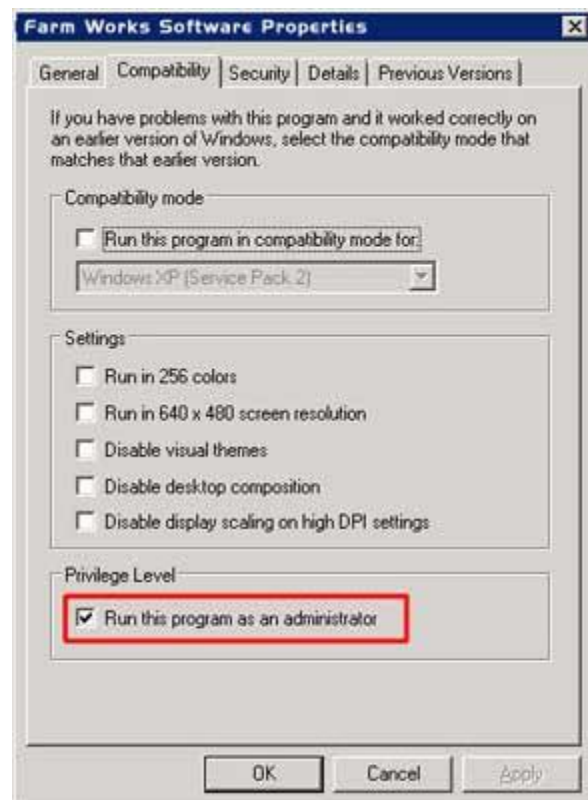 Farm Works Software Properties
General Compatibility Security Details Previous Versions
If you have problems with this program and it worked correctly on
an earlier version of Windows, select the compatibility mode that
matches that earlier version.
Compatibility mode
Run this program in compatibility mode for:
Windows XP (Service Pack 2)
Settings
Run in 256 colors
Run in 640 x 480 screen resolution
Disable visual themes
Disable desktop composition
Disable display scaling on high DPI settings
Privilege Level
Run this program as an administrator
OK Cancel Apply